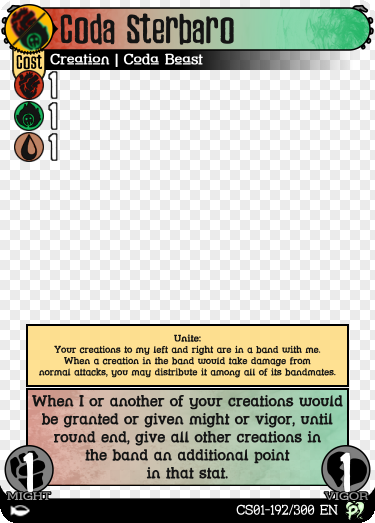 Coda Sterbaro
Cost
Creation | Coda Beast
1
1
1
Unite:
Your creations to my left and right are in a band with me.
When a creation in the band would take damage from
normal attacks, you may distribute it among all of its bandmates.
When I or another of your creations would
be granted or given might or vigor, until
round end, give all other creations in
the band an additional point
in that stat.
1
MIGHT
1
VIGOR
CS01-192/300 EN